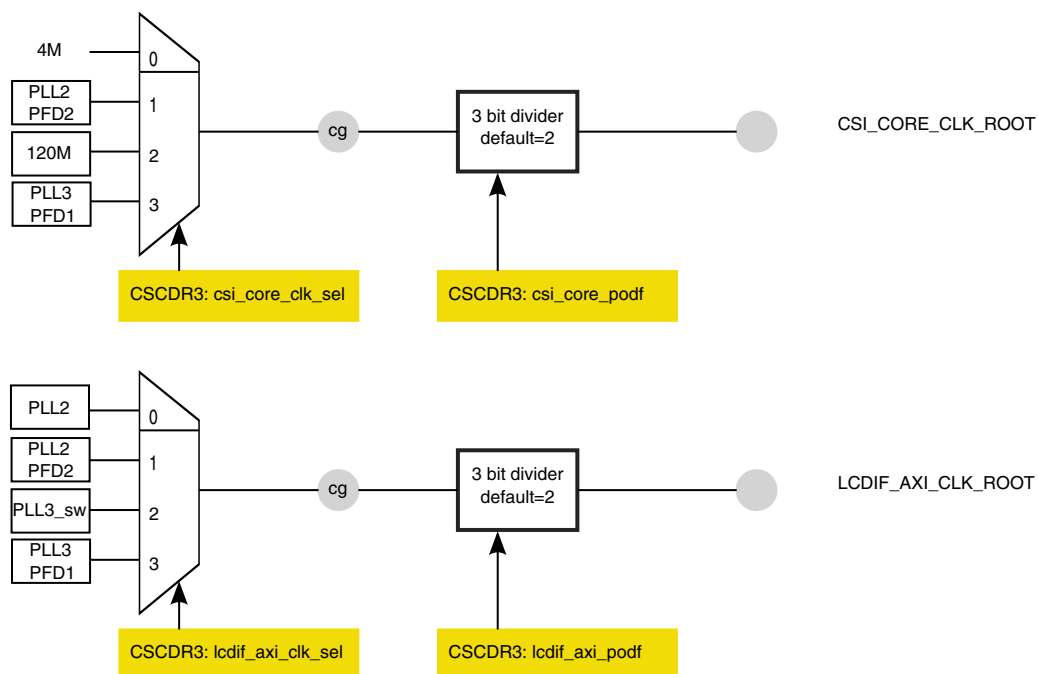 4M
0
PLL2
PFD2
1
120M
2
PLL3
PFD1
3
cg
3 bit divider
default=2
CSI_CORE_CLK_ROOT
CSCDR3: csi_core_clk_sel
CSCDR3: csi_core_podf
PLL2
0
PLL2
PFD2
1
PLL3_sw
2
PLL3
PFD1
3
cg
3 bit divider
default=2
LCDIF_AXI_CLK_ROOT
CSCDR3: lcdif_axi_clk_sel
CSCDR3: lcdif_axi_podf